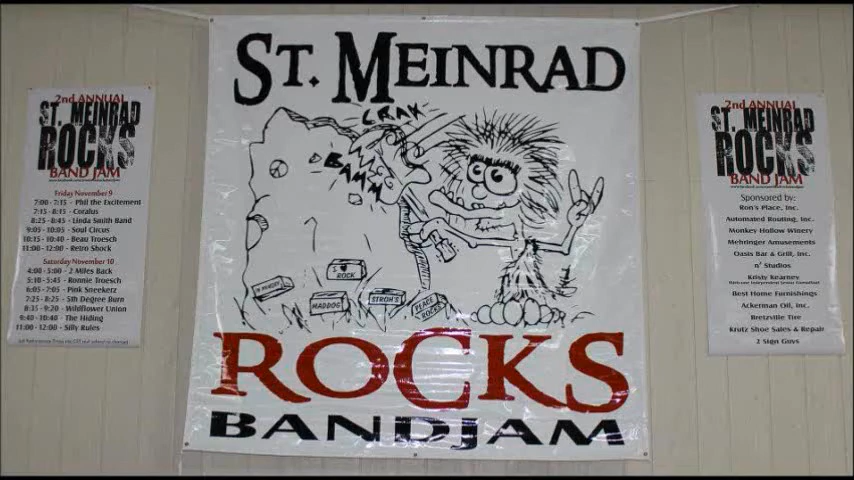 2nd ANNUAL
ST. MEINRAD
ROCKS
BAND JAM
Friday November 9
7:00 - 7:15 - Phil the Excitement
7:15 - 8:15 - Coralus
8:25 - 8:45 - Linda Smith Band
9:05 - 10:05 - Soul Circus
10:15 - 10:40 - Beau Troesch
11:00 - 12:00 - Retro Shock
Saturday November 10
4:00 - 5:00 - 2 Miles Back
5:10 - 5:45 - Ronnie Troesch
6:05 - 7:05 - Pink Sneekerz
7:25 - 8:25 - 5th Degree Burn
8:35 - 9:20 - Wildflower Union
9:40 - 10:40 - The Hiding
11:00 - 12:00 - Silly Rules
ST. MEINRAD
CRAK
BAMM
I ♥
ROCK
IN MEMORY
MADDOG
STROH'S
PEACE
ROCKS
ROCKS
BANDJAM
2nd ANNUAL
ST. MEINRAD
ROCKS
BAND JAM
Sponsored by:
Ron's Place, Inc.
Automated Routing, Inc.
Monkey Hollow Winery
Mehringer Amusements
Oasis Bar & Grill, Inc.
n' Studios
Kristy Kearney
Best Home Furnishings
Ackerman Oil, Inc.
Bretzville Tire
Krutz Shoe Sales & Repair
2 Sign Guys